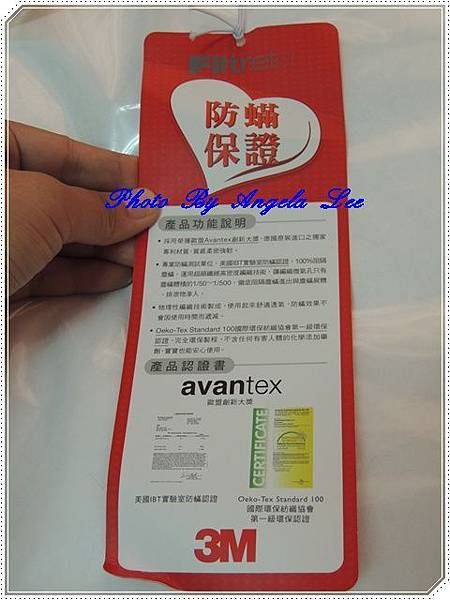 Filtrete
防蟎
保證
Photo By Angela Lee
產品功能說明
採用榮獲歐盟Avantex創新大獎,德國原裝進口之獨家
專利材質,質感柔密強韌。
專業防蟎測試單位,美國IBT實驗室防蟎認證,100%阻隔
塵蟎。運用超細纖維高密度編織技術,讓編織微氣孔只有
塵蟎體積的1/50~1/500,徹底阻隔塵蟎進出與塵蟎屍體
、排泄物滲入。
物理性編織技術製成,使用起來舒適透氣,防蟎效果不
會因使用時間而遞減。
Oeko-Tex Standard 100國際環保紡織協會第一級環保
認證,完全環保製程,不含任何有害人體的化學添加藥
劑,寶寶也能安心使用。
產品認證書
avantex
歐盟創新大獎
CERTIFICATE
美國IBT實驗室防蟎認證
Oeko-Tex Standard 100
國際環保紡織協會
第一級環保認證
3M